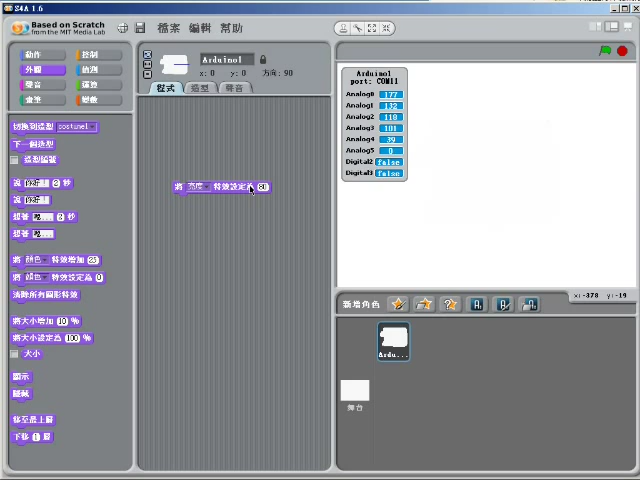 S4A 1.6
Based on Scratch
from the MIT Media Lab
檔案 編輯 幫助
動作 控制
外觀 偵測
聲音 運算
畫筆 變數
切換到造型 costume1
下一個造型
造型編號
說 你好！ 2 秒
說 你好！
想著 嗯... 2 秒
想著 嗯...
將 顏色 特效增加 25
將 顏色 特效設定為 0
清除所有圖形特效
將大小增加 10 %
將大小設定為 100 %
大小
顯示
隱藏
移至最上層
下移 1 層
Arduino1
x: 0 y: 0 方向: 90
程式 造型 聲音
將 亮度 特效設定為 80
Arduino1
port: COM11
Analog0 177
Analog1 132
Analog2 118
Analog3 101
Analog4 39
Analog5 0
Digital2 false
Digital3 false
x: -378 y: -19
新增角色
Ardu...
舞台